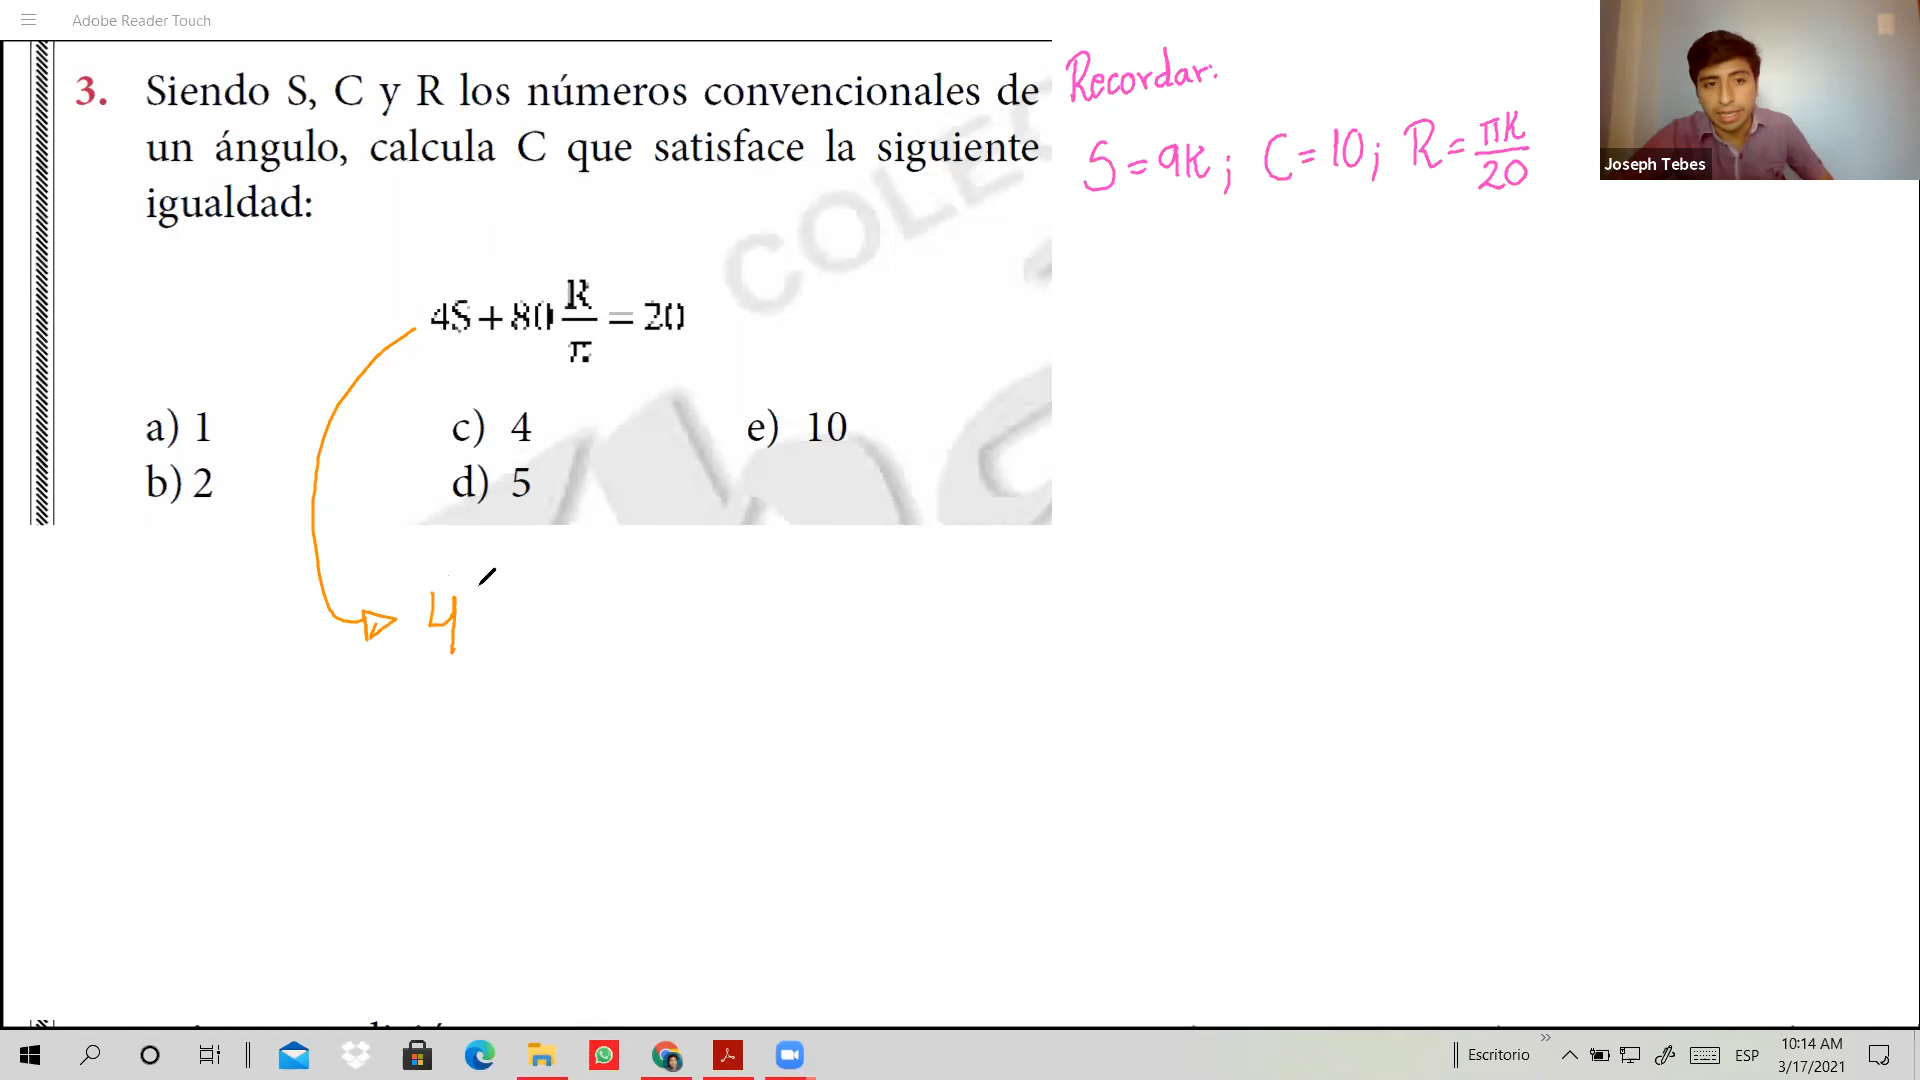 Adobe Reader Touch
3. Siendo S, C y R los números convencionales de
un ángulo, calcula C que satisface la siguiente
igualdad:
4S + 80 R/π = 20
a) 1
b) 2
c) 4
d) 5
e) 10
COLE
Recordar:
S = 9K ; C = 10 ; R = πK/20
Joseph Tebes
4
Escritorio
ESP
10:14 AM
3/17/2021